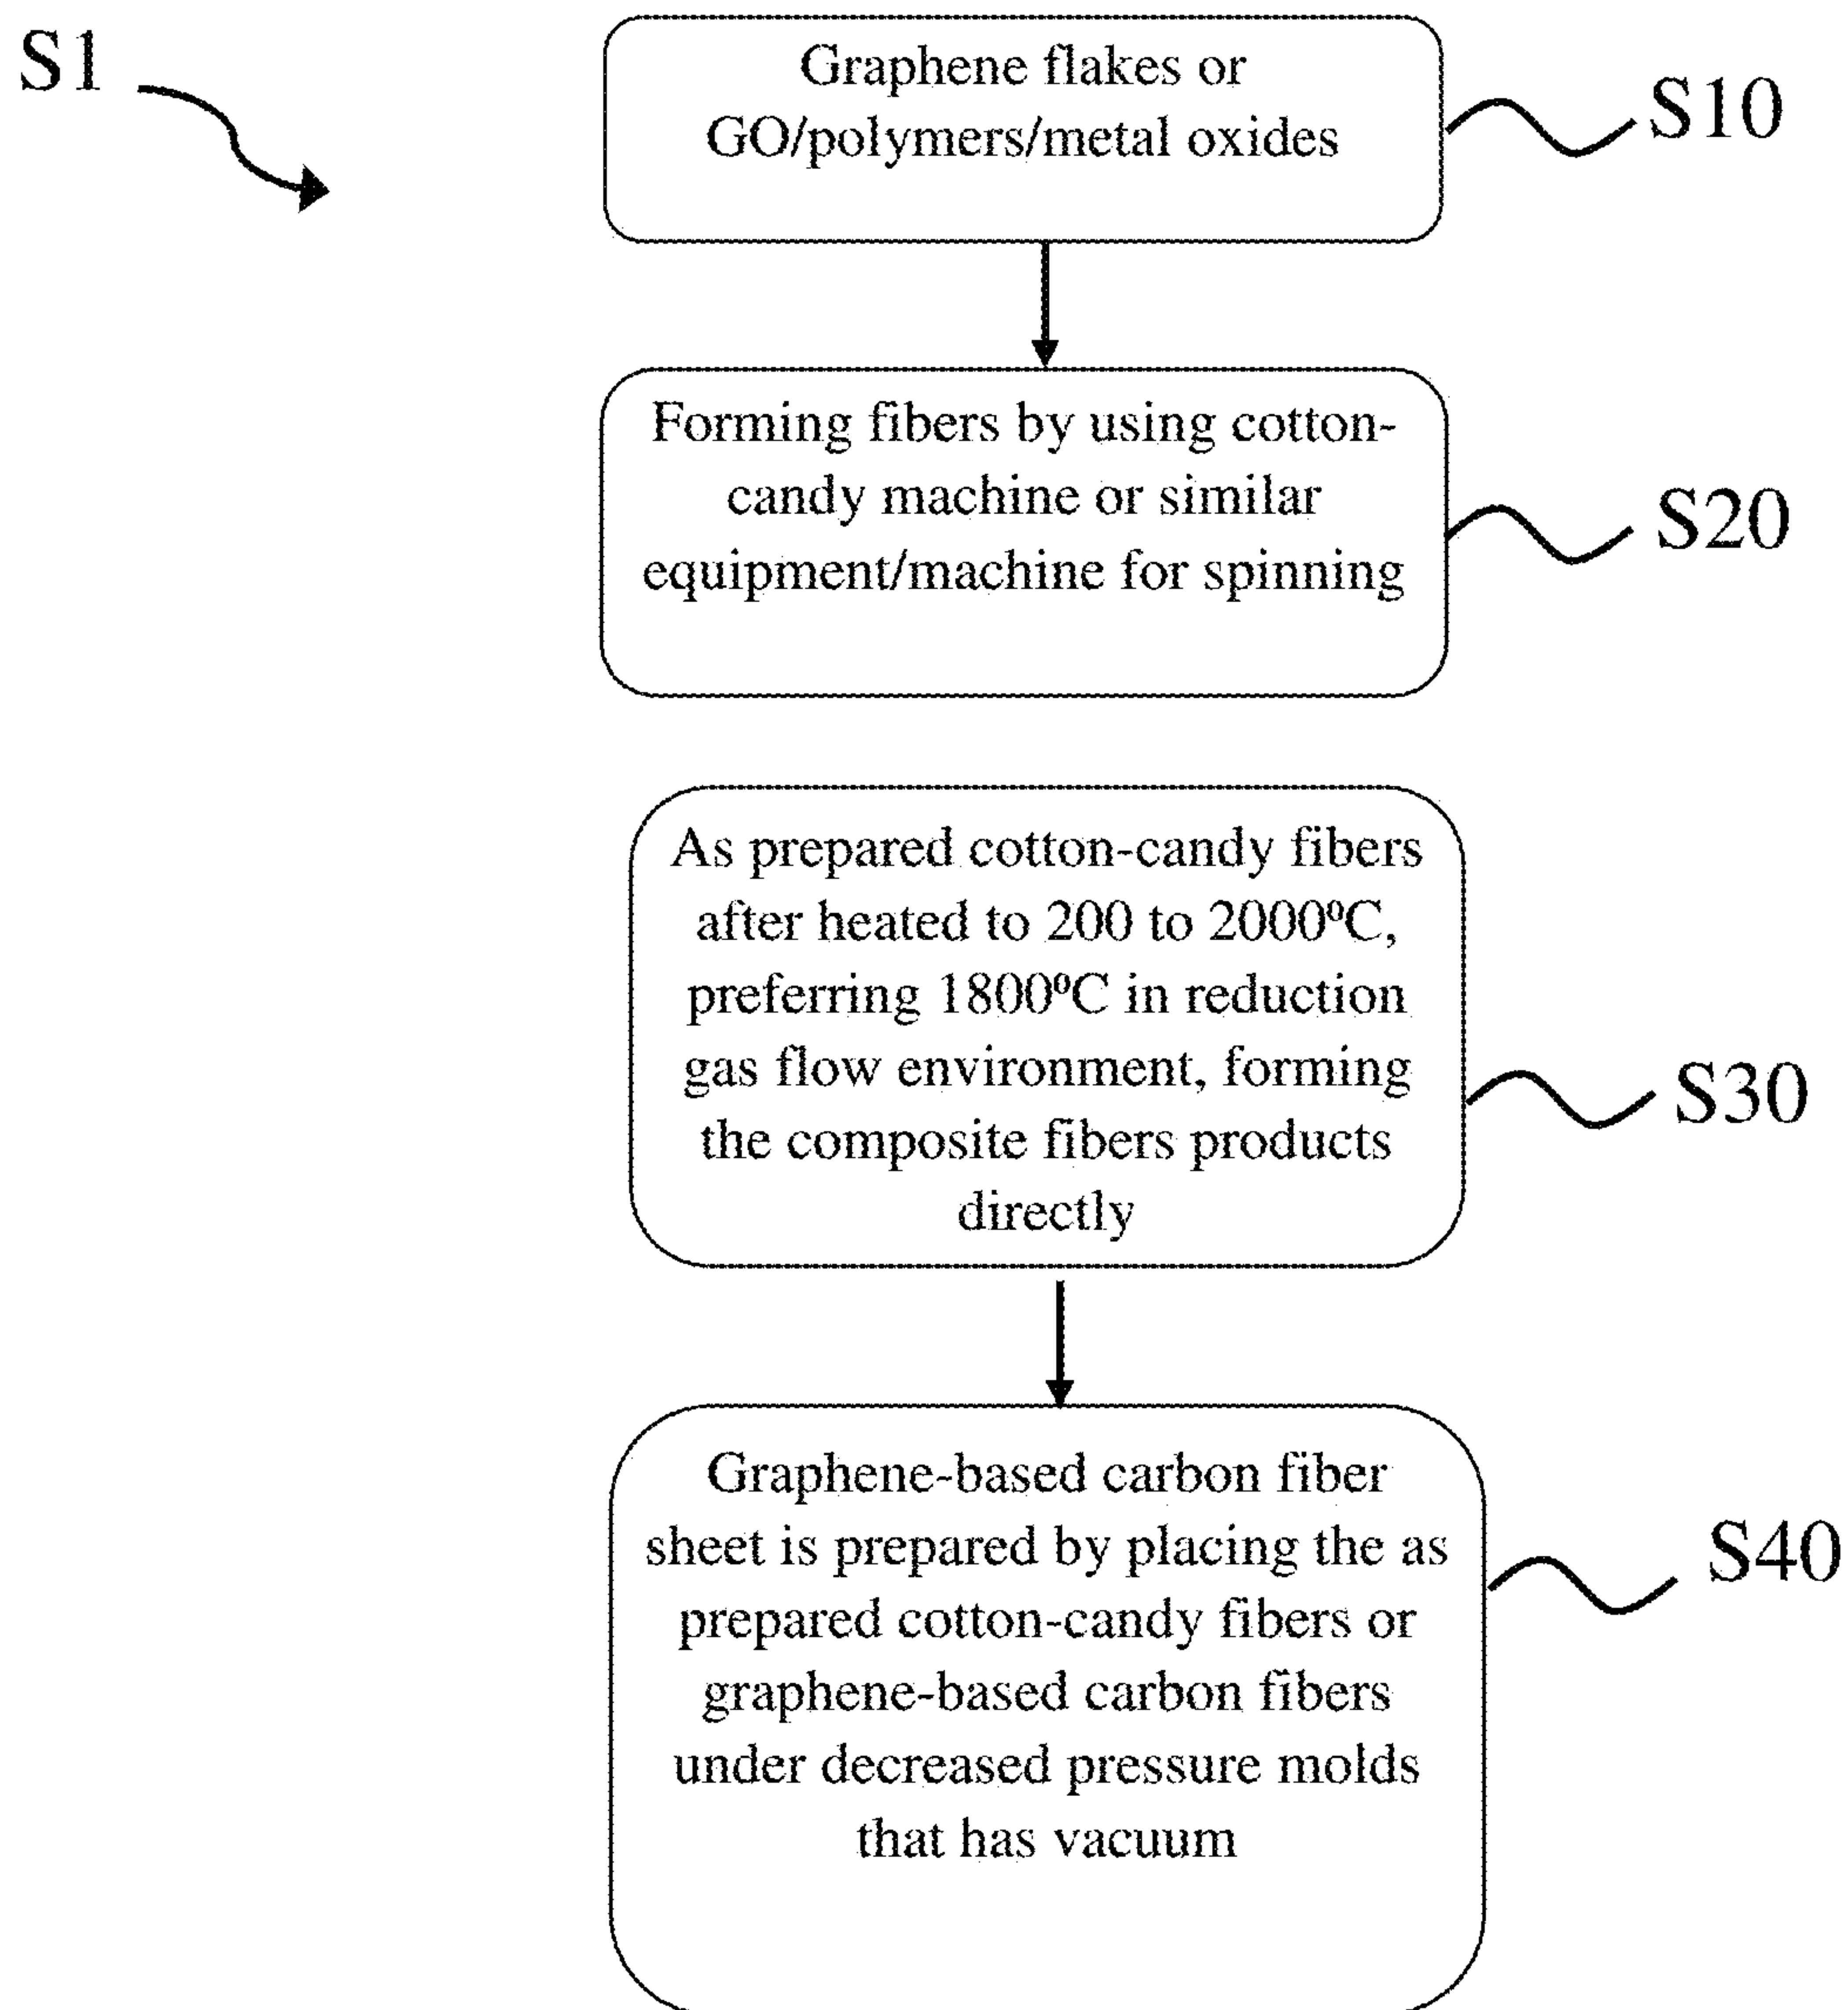 S1
Graphene flakes or
GO/polymers/metal oxides
S10
Forming fibers by using cotton-
candy machine or similar
equipment/machine for spinning
S20
As prepared cotton-candy fibers
after heated to 200 to 2000⁰C,
preferring 1800⁰C in reduction
gas flow environment, forming
the composite fibers products
directly
S30
Graphene-based carbon fiber
sheet is prepared by placing the as
prepared cotton-candy fibers or
graphene-based carbon fibers
under decreased pressure molds
that has vacuum
S40